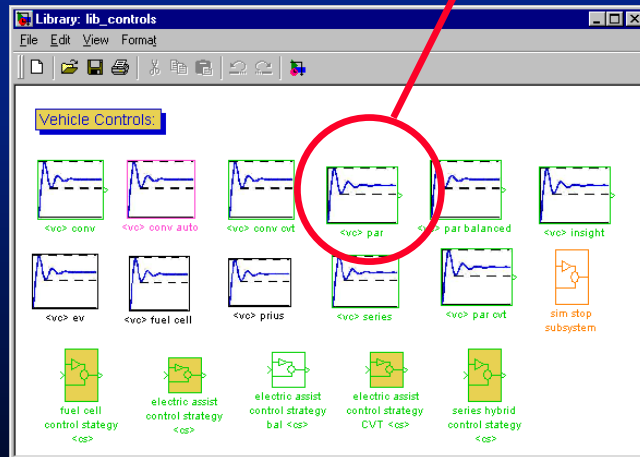 Library: lib_controls
File Edit View Format
Vehicle Controls:
<vc> conv
<vc> conv auto
<vc> conv cvt
<vc> par
<vc> par balanced
<vc> insight
<vc> ev
<vc> fuel cell
<vc> prius
<vc> series
<vc> par cvt
sim stop
subsystem
fuel cell
control stategy
<cs>
electric assist
control strategy
<cs>
electric assist
control strategy
bal <cs>
electric assist
control strategy
CVT <cs>
series hybrid
control stategy
<cs>